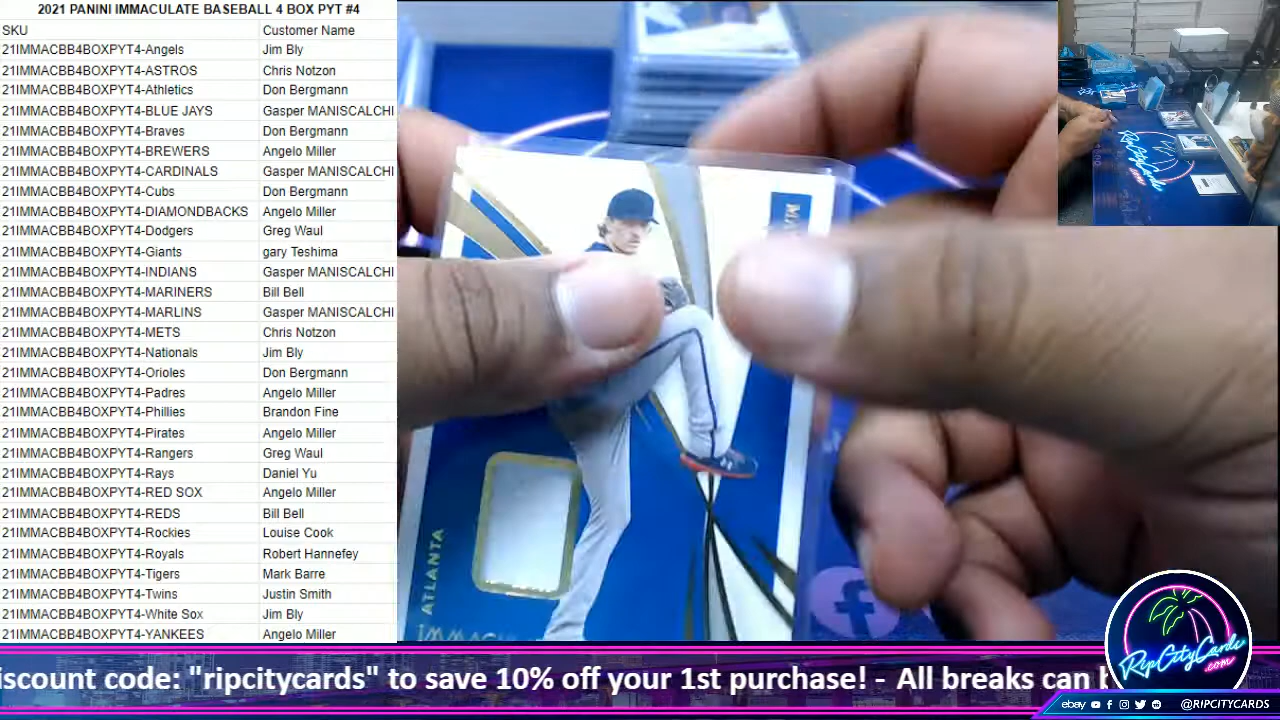 2021 PANINI IMMACULATE BASEBALL 4 BOX PYT #4
SKU Customer Name
21IMMACBB4BOXPYT4-Angels Jim Bly
21IMMACBB4BOXPYT4-ASTROS Chris Notzon
21IMMACBB4BOXPYT4-Athletics Don Bergmann
21IMMACBB4BOXPYT4-BLUE JAYS Gasper MANISCALCHI
21IMMACBB4BOXPYT4-Braves Don Bergmann
21IMMACBB4BOXPYT4-BREWERS Angelo Miller
21IMMACBB4BOXPYT4-CARDINALS Gasper MANISCALCHI
21IMMACBB4BOXPYT4-Cubs Don Bergmann
21IMMACBB4BOXPYT4-DIAMONDBACKS Angelo Miller
21IMMACBB4BOXPYT4-Dodgers Greg Waul
21IMMACBB4BOXPYT4-Giants gary Teshima
21IMMACBB4BOXPYT4-INDIANS Gasper MANISCALCHI
21IMMACBB4BOXPYT4-MARINERS Bill Bell
21IMMACBB4BOXPYT4-MARLINS Gasper MANISCALCHI
21IMMACBB4BOXPYT4-METS Chris Notzon
21IMMACBB4BOXPYT4-Nationals Jim Bly
21IMMACBB4BOXPYT4-Orioles Don Bergmann
21IMMACBB4BOXPYT4-Padres Angelo Miller
21IMMACBB4BOXPYT4-Phillies Brandon Fine
21IMMACBB4BOXPYT4-Pirates Angelo Miller
21IMMACBB4BOXPYT4-Rangers Greg Waul
21IMMACBB4BOXPYT4-Rays Daniel Yu
21IMMACBB4BOXPYT4-RED SOX Angelo Miller
21IMMACBB4BOXPYT4-REDS Bill Bell
21IMMACBB4BOXPYT4-Rockies Louise Cook
21IMMACBB4BOXPYT4-Royals Robert Hannefey
21IMMACBB4BOXPYT4-Tigers Mark Barre
21IMMACBB4BOXPYT4-Twins Justin Smith
21IMMACBB4BOXPYT4-White Sox Jim Bly
21IMMACBB4BOXPYT4-YANKEES Angelo Miller
ATLANTA
IMMACUL
RipCityCards
RipCityCards
.com
iscount code: "ripcitycards" to save 10% off your 1st purchase! - All breaks can
ebay @RIPCITYCARDS